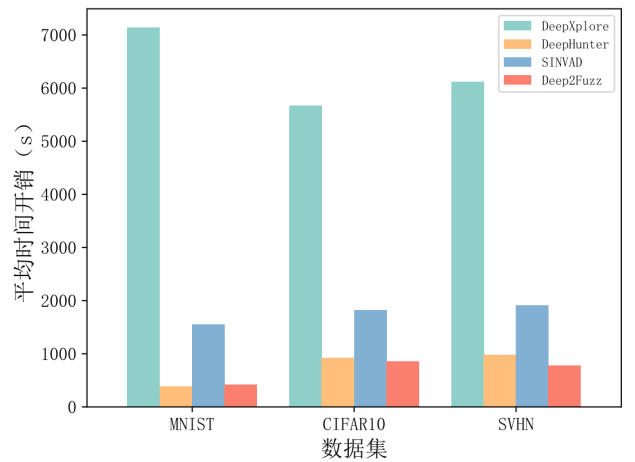 7000
6000
5000
4000
3000
2000
1000
0
平均时间开销（s）
DeepXplore
DeepHunter
SINVAD
Deep2Fuzz
MNIST
CIFAR10
SVHN
数据集